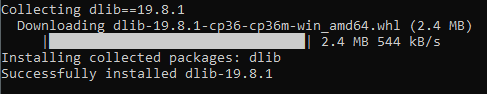 Collecting dlib==19.8.1
Downloading dlib-19.8.1-cp36-cp36m-win_amd64.whl (2.4 MB)
|████████████████████████████████| 2.4 MB 544 kB/s
Installing collected packages: dlib
Successfully installed dlib-19.8.1